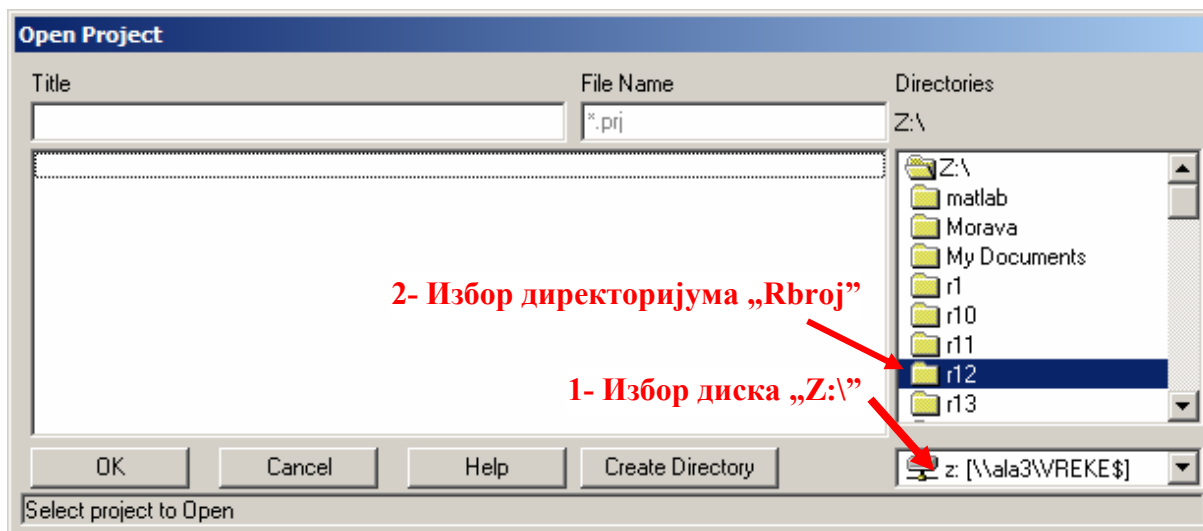 Open Project
Title
File Name
Directories
*.prj
Z:\
Z:\
matlab
Morava
My Documents
r1
r10
r11
r12
r13
2- Избор директоријума „Rbroj”
1- Избор диска „Z:\”
OK
Cancel
Help
Create Directory
z: [\\ala3\VREKE$]
Select project to Open